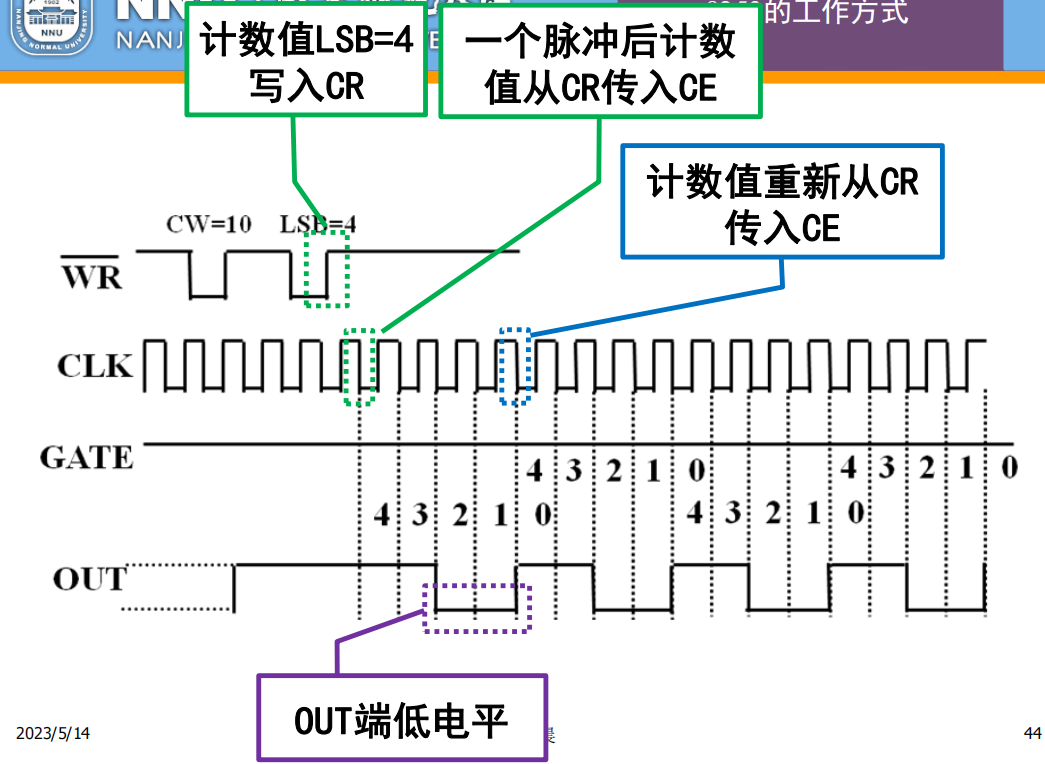 的工作方式
NNU
NANJING NORMAL UNIVERSITY
1902
NANJ
计数值LSB=4
写入CR
一个脉冲后计数
值从CR传入CE
计数值重新从CR
传入CE
CW=10 LSB=4
WR
CLK
GATE
4 3 2 1 0 4 3 2 1 0
4 3 2 1 0 4 3 2 1 0
OUT
OUT端低电平
2023/5/14
44